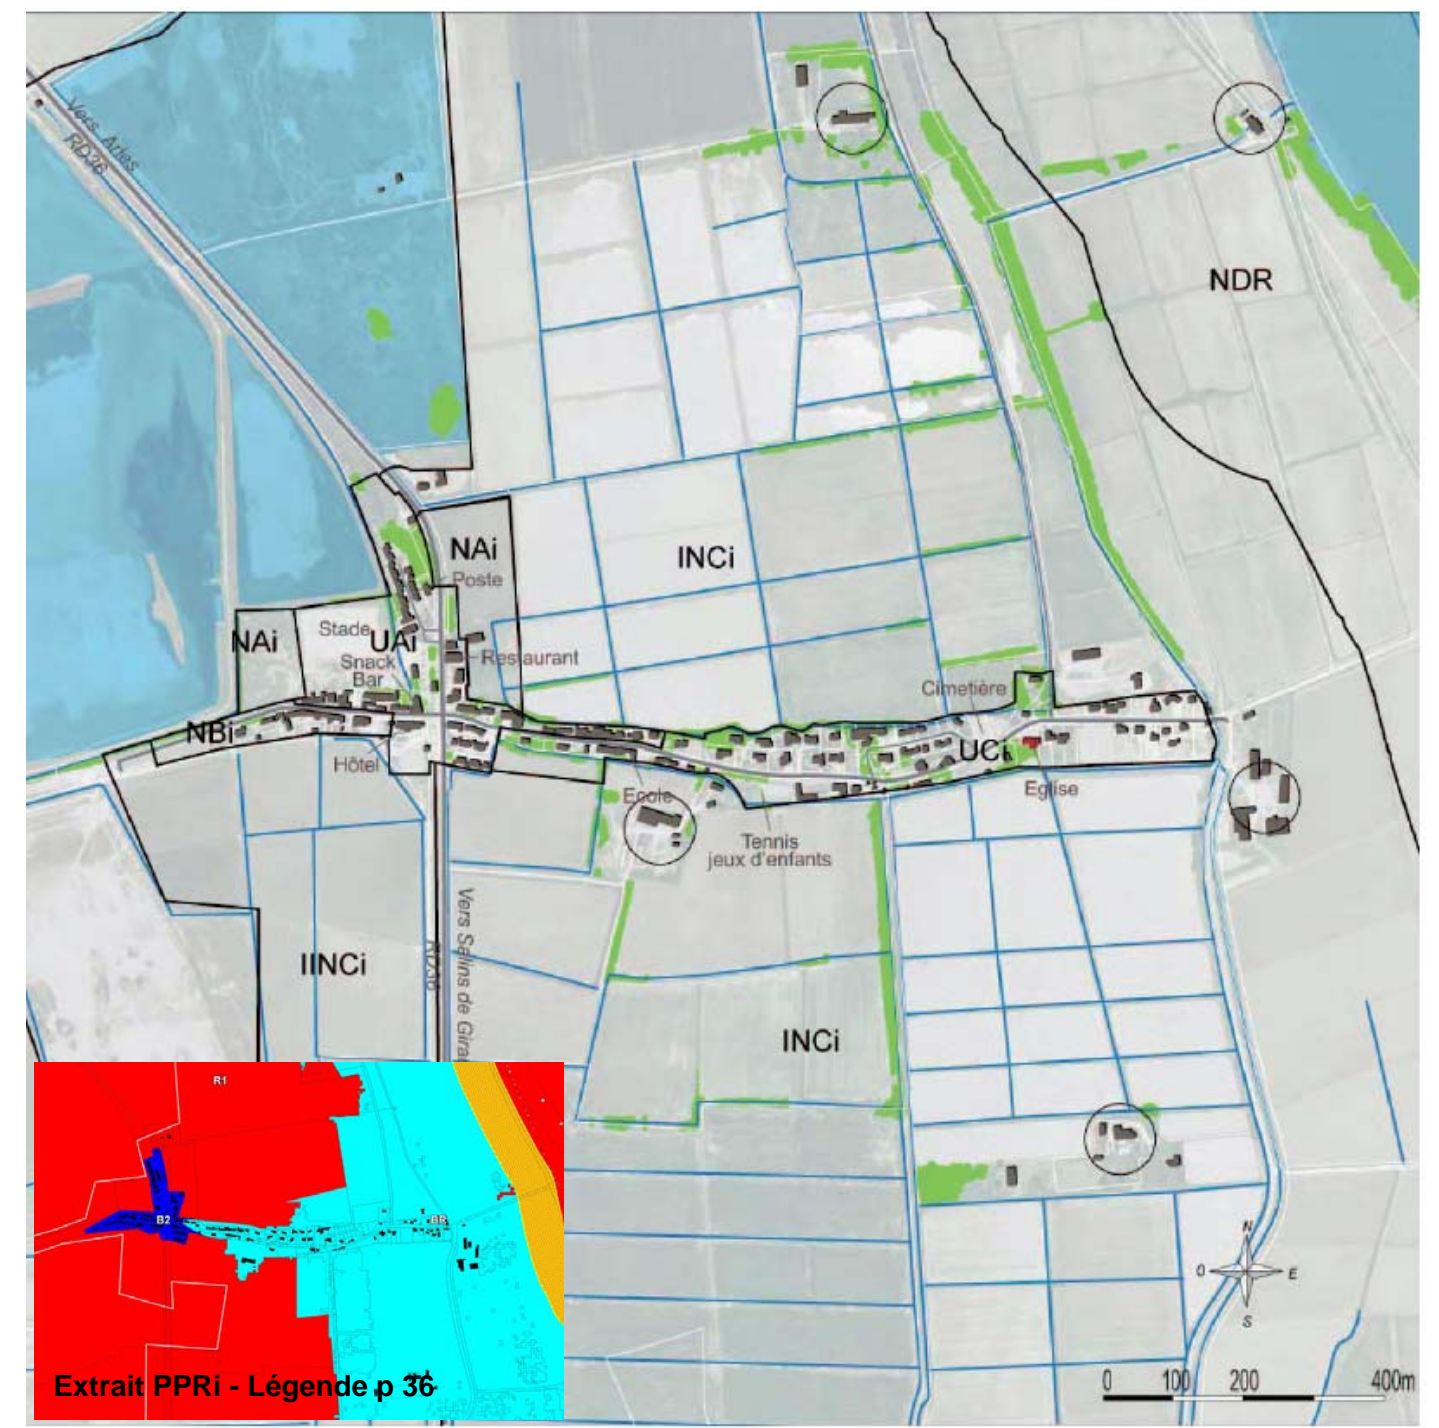 Vers Arles
RD36
NDR
NAi
Poste
INCi
NAi
Stade
UAi
Snack
Bar
Restaurant
Cimetière
NBi
UCi
Hôtel
Ecole
Eglise
Tennis
jeux d'enfants
IINCi
RD36
Vers Salins de Girau
INCi
R1
B2
BR
Extrait PPRi - Légende p 36
N
O
E
S
0 100 200 400m